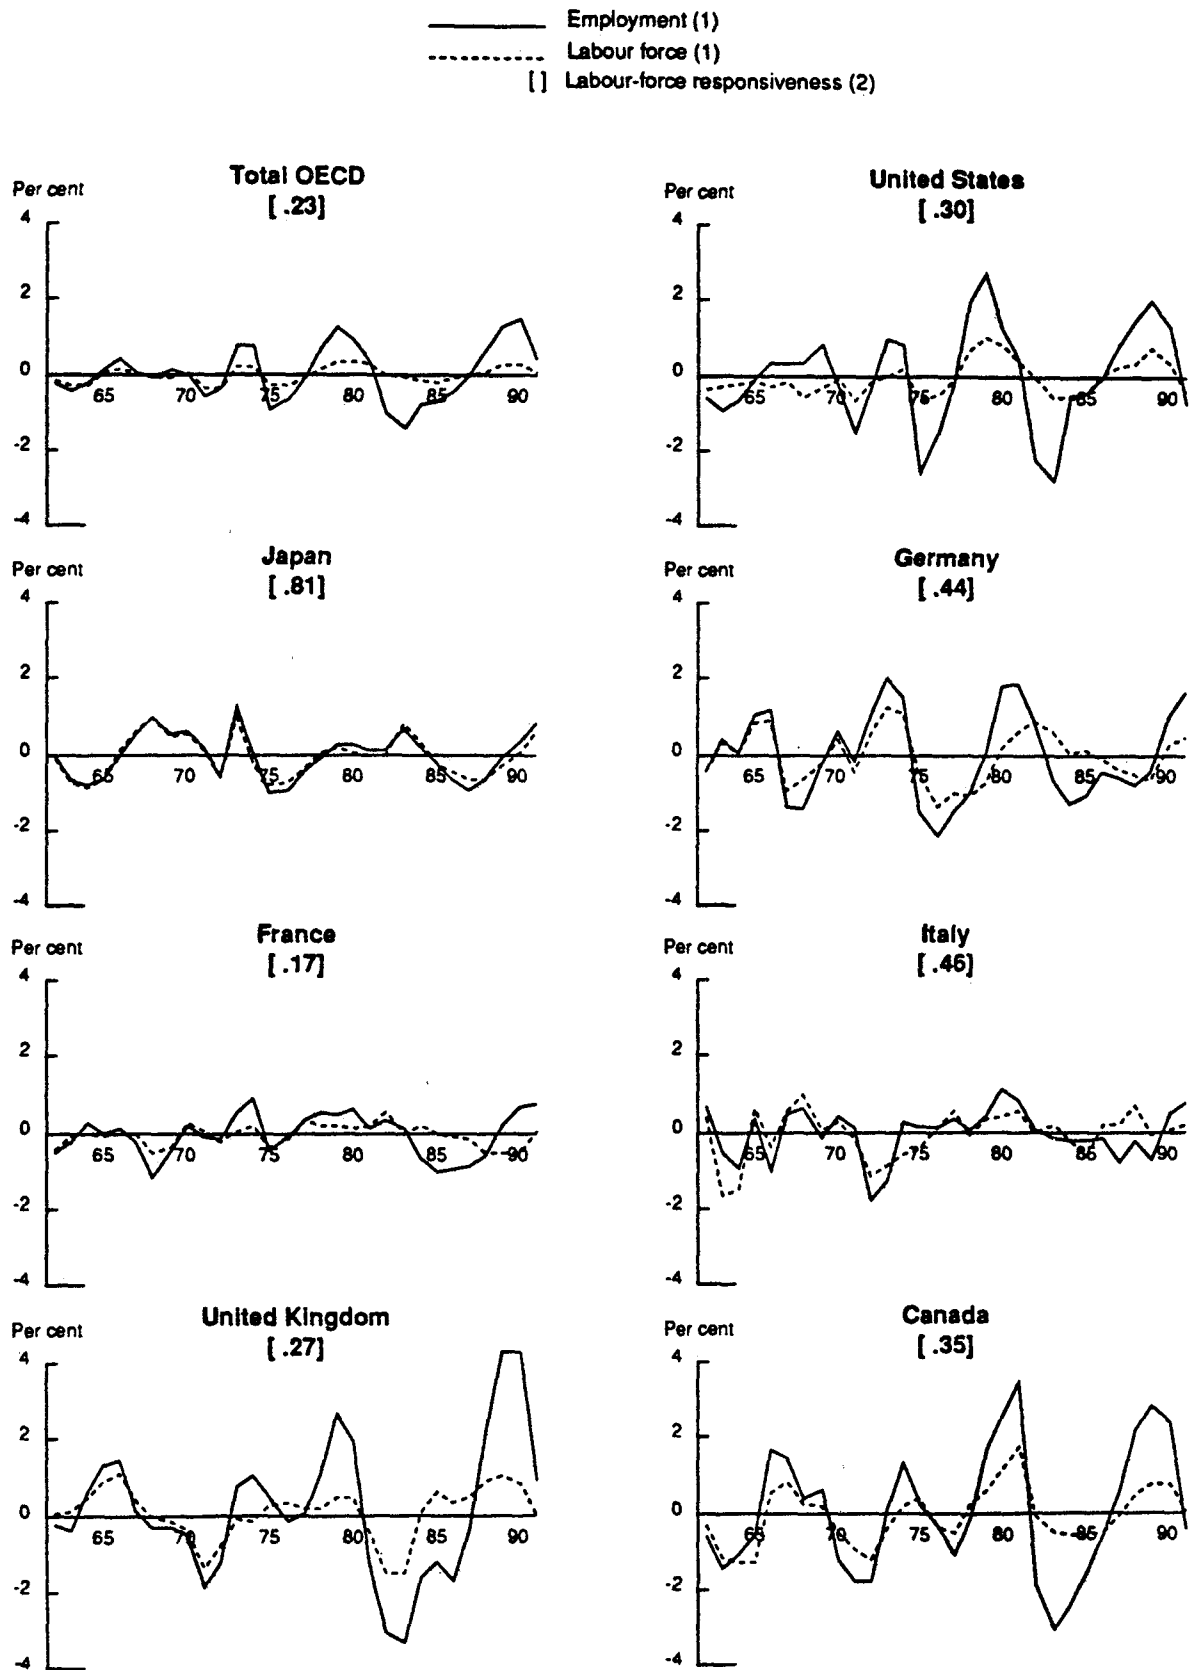 Employment (1)
Labour force (1)
[ ] Labour-force responsiveness (2)
Total OECD
[ .23]
Per cent
4
2
0
-2
-4
65 70 75 80 85 90
United States
[ .30]
Per cent
4
2
0
-2
-4
65 70 75 80 85 90
Japan
[ .81]
Per cent
4
2
0
-2
-4
65 70 75 80 85 90
Germany
[ .44]
Per cent
4
2
0
-2
-4
65 70 75 80 85 90
France
[ .17]
Per cent
4
2
0
-2
-4
65 70 75 80 85 90
Italy
[ .46]
Per cent
4
2
0
-2
-4
65 70 75 80 85 90
United Kingdom
[ .27]
Per cent
4
2
0
-2
-4
65 70 75 80 85 90
Canada
[ .35]
Per cent
4
2
0
-2
-4
65 70 75 80 85 90